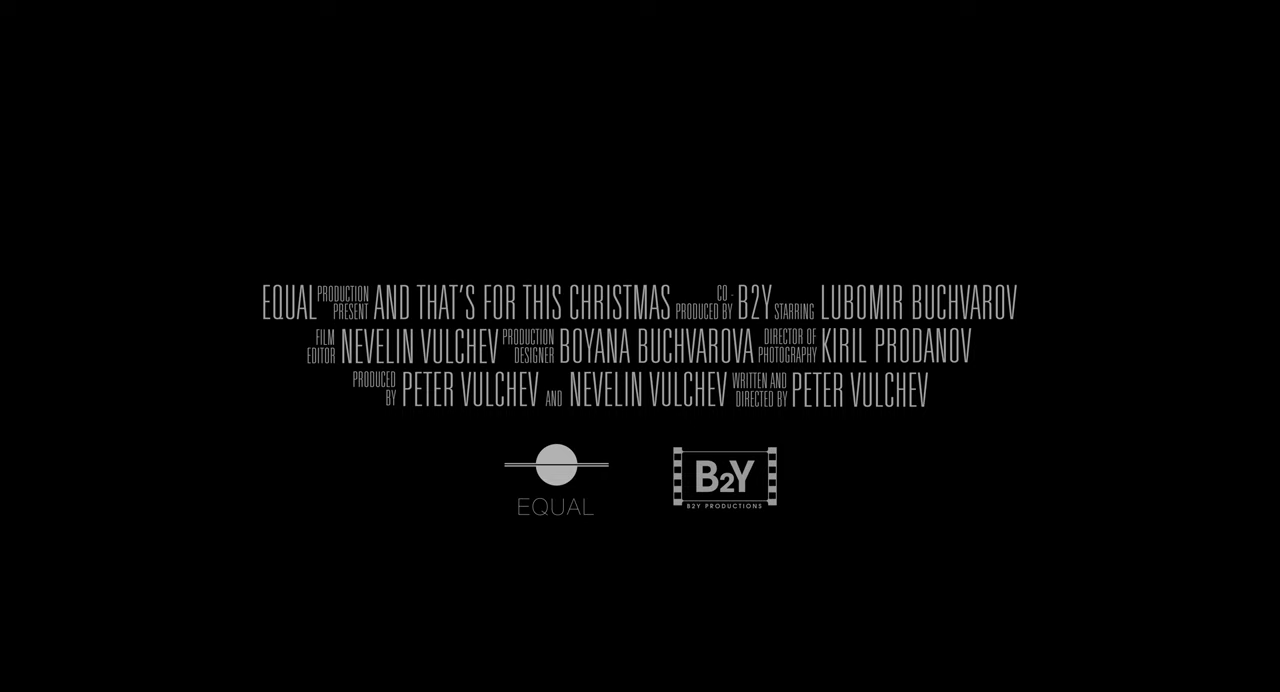 EQUAL PRODUCTION PRESENT AND THAT'S FOR THIS CHRISTMAS CO - PRODUCED BY B2Y STARRING LUBOMIR BUCHVAROV
FILM EDITOR NEVELIN VULCHEV PRODUCTION DESIGNER BOYANA BUCHVAROVA DIRECTOR OF PHOTOGRAPHY KIRIL PRODANOV
PRODUCED BY PETER VULCHEV AND NEVELIN VULCHEV WRITTEN AND DIRECTED BY PETER VULCHEV
EQUAL
B2Y
B2Y PRODUCTIONS